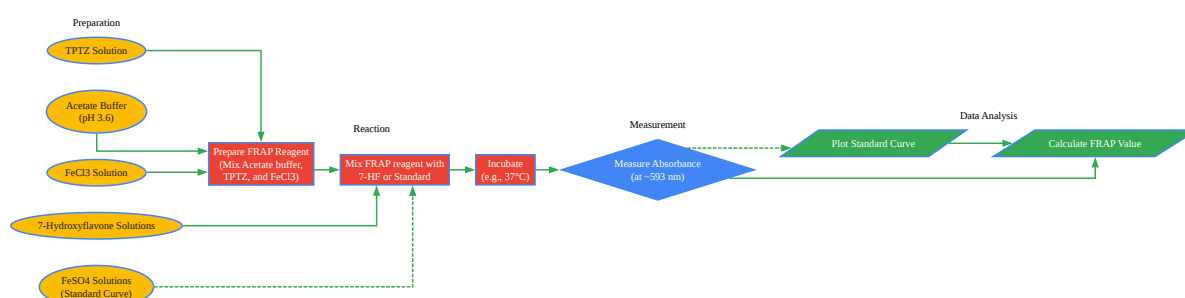 Preparation
TPTZ Solution
Acetate Buffer
(pH 3.6)
FeCl3 Solution
7-Hydroxyflavone Solutions
FeSO4 Solutions
(Standard Curve)
Prepare FRAP Reagent
(Mix Acetate buffer,
TPTZ, and FeCl3)
Reaction
Mix FRAP reagent with
7-HF or Standard
Incubate
(e.g., 37°C)
Measurement
Measure Absorbance
(at ~593 nm)
Data Analysis
Plot Standard Curve
Calculate FRAP Value